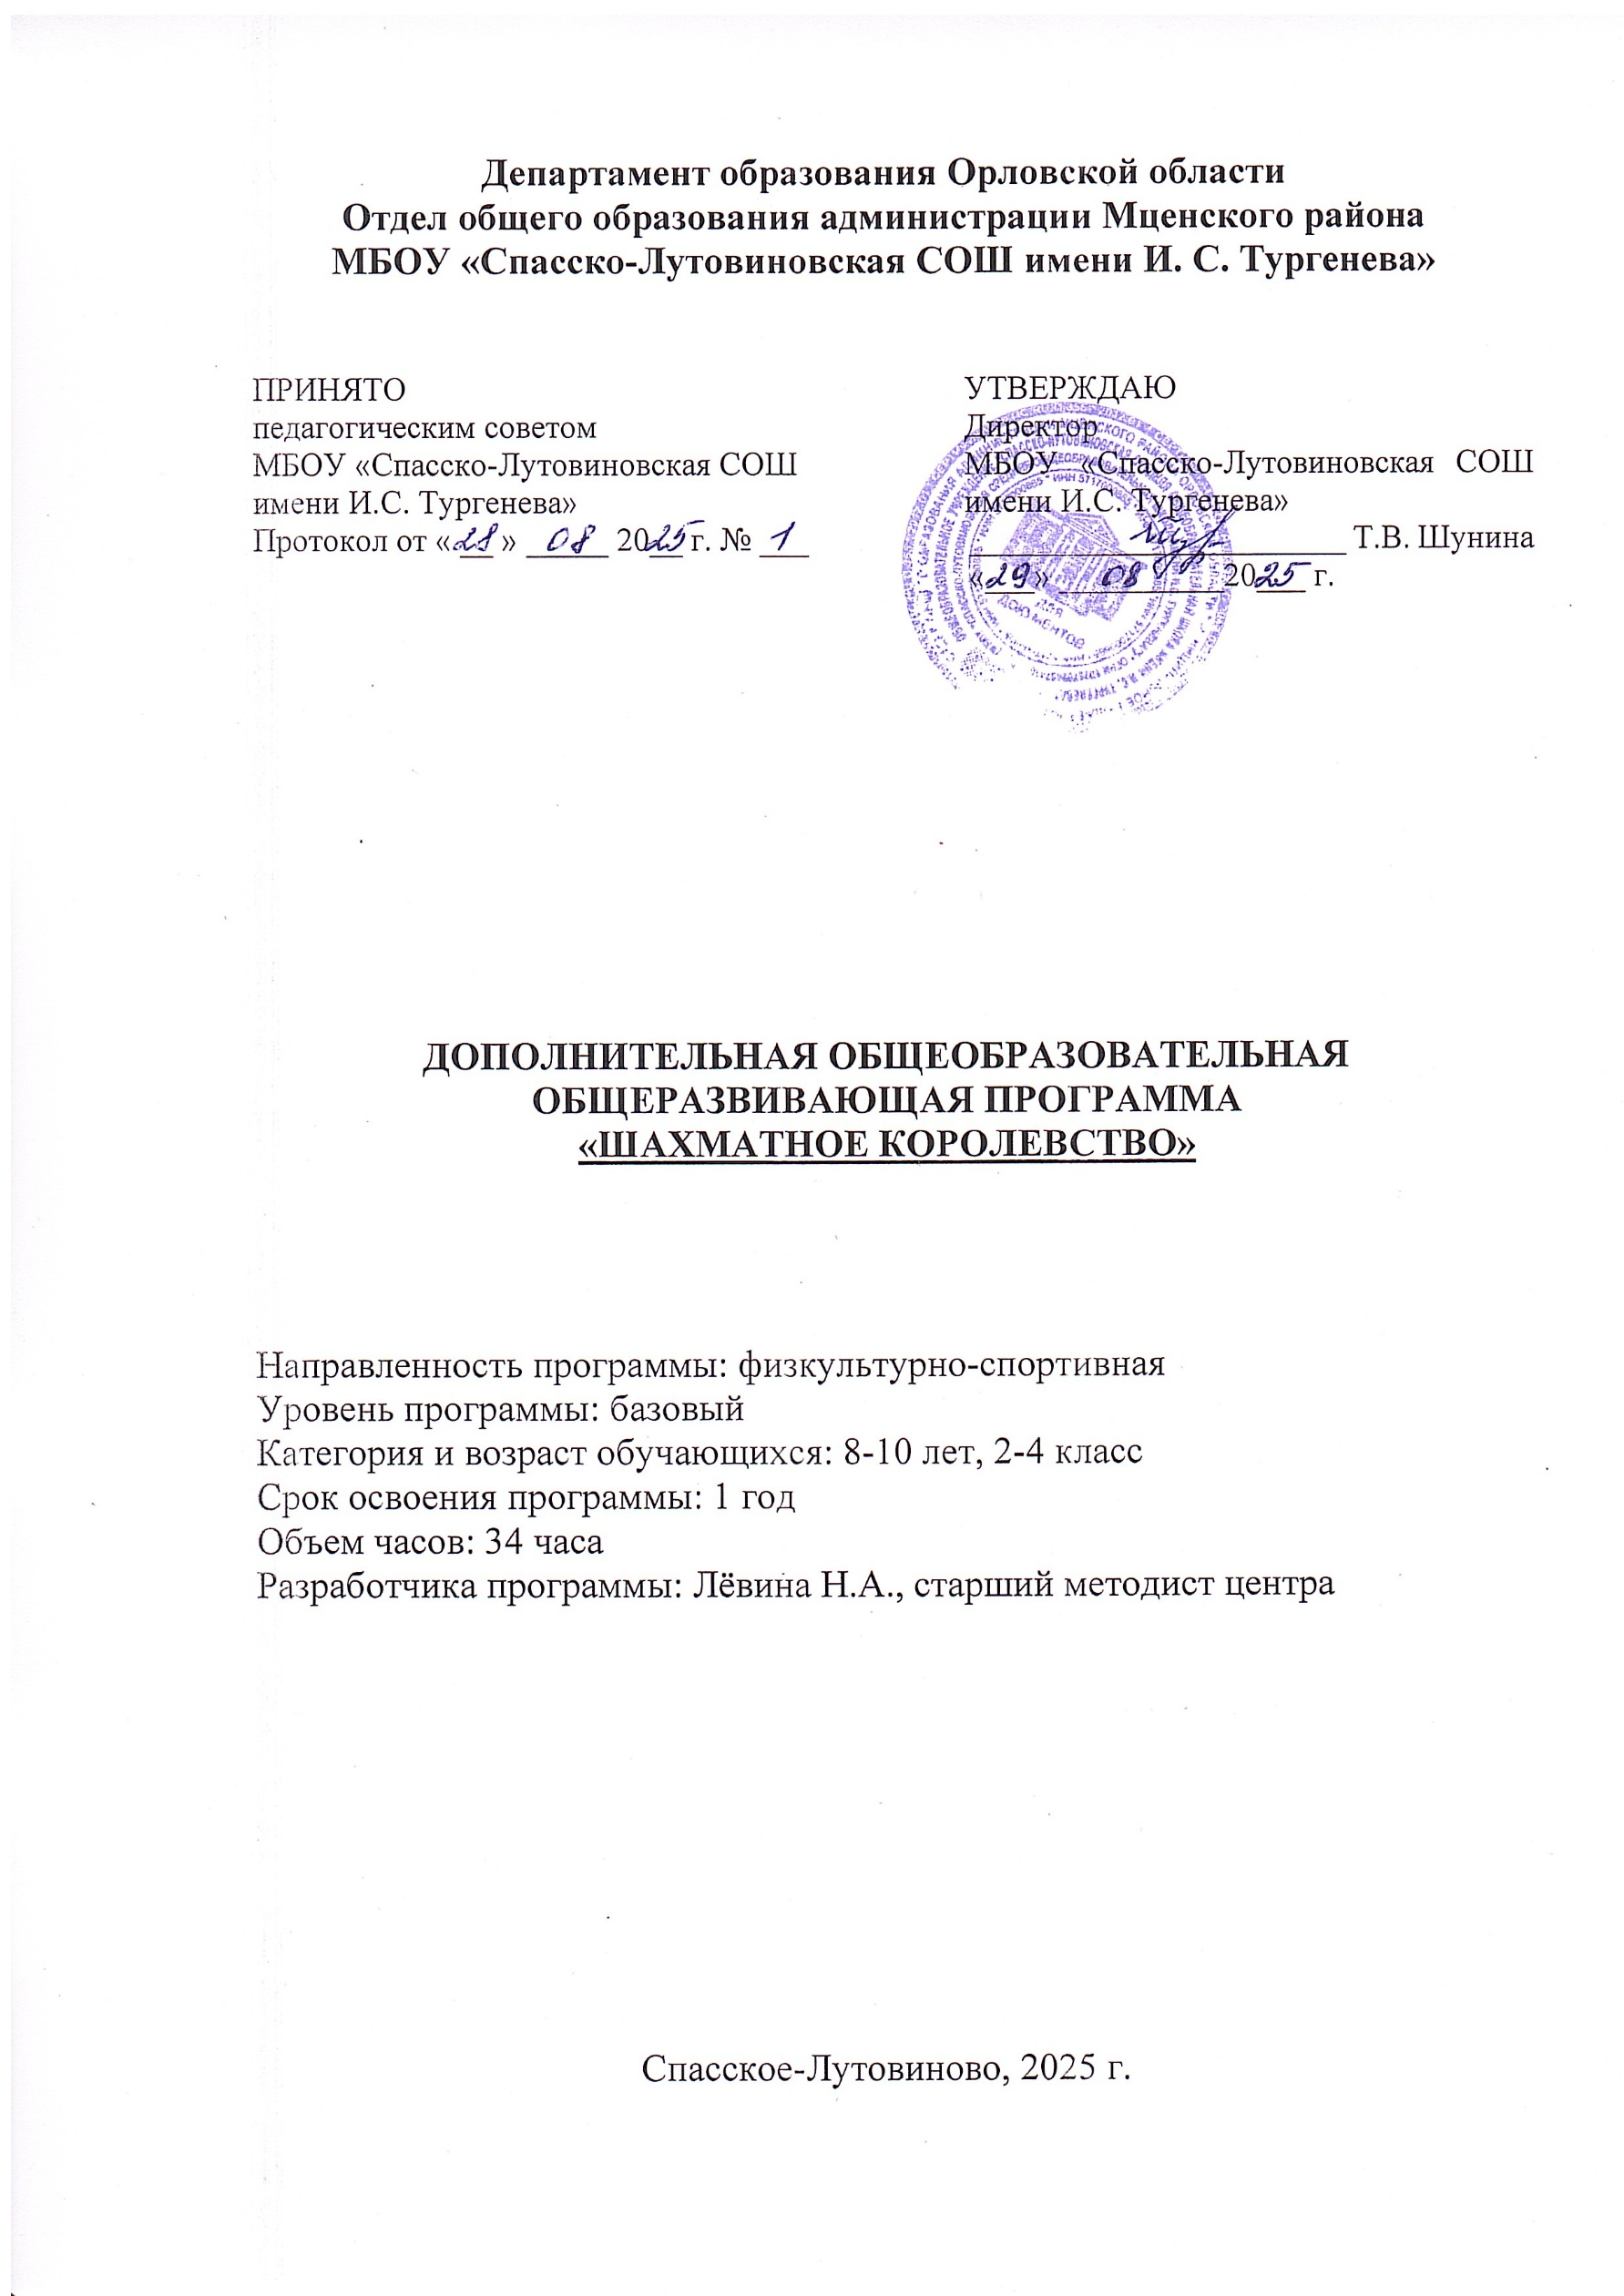 Департамент образования Орловской области
Отдел общего образования администрации Мценского района
МБОУ «Спасско-Лутовиновская СОШ имени И. С. Тургенева»
ПРИНЯТО
педагогическим советом
МБОУ «Спасско-Лутовиновская СОШ
имени И.С. Тургенева»
Протокол от «28» 08 2025 г. № 1
УТВЕРЖДАЮ
Директор
МБОУ «Спасско-Лутовиновская СОШ
имени И.С. Тургенева»
Т.В. Шунина
«29» 08 2025 г.
ДЛЯ
ДОКУМЕНТОВ
ДОПОЛНИТЕЛЬНАЯ ОБЩЕОБРАЗОВАТЕЛЬНАЯ
ОБЩЕРАЗВИВАЮЩАЯ ПРОГРАММА
«ШАХМАТНОЕ КОРОЛЕВСТВО»
Направленность программы: физкультурно-спортивная
Уровень программы: базовый
Категория и возраст обучающихся: 8-10 лет, 2-4 класс
Срок освоения программы: 1 год
Объем часов: 34 часа
Разработчика программы: Лёвина Н.А., старший методист центра
Спасское-Лутовиново, 2025 г.